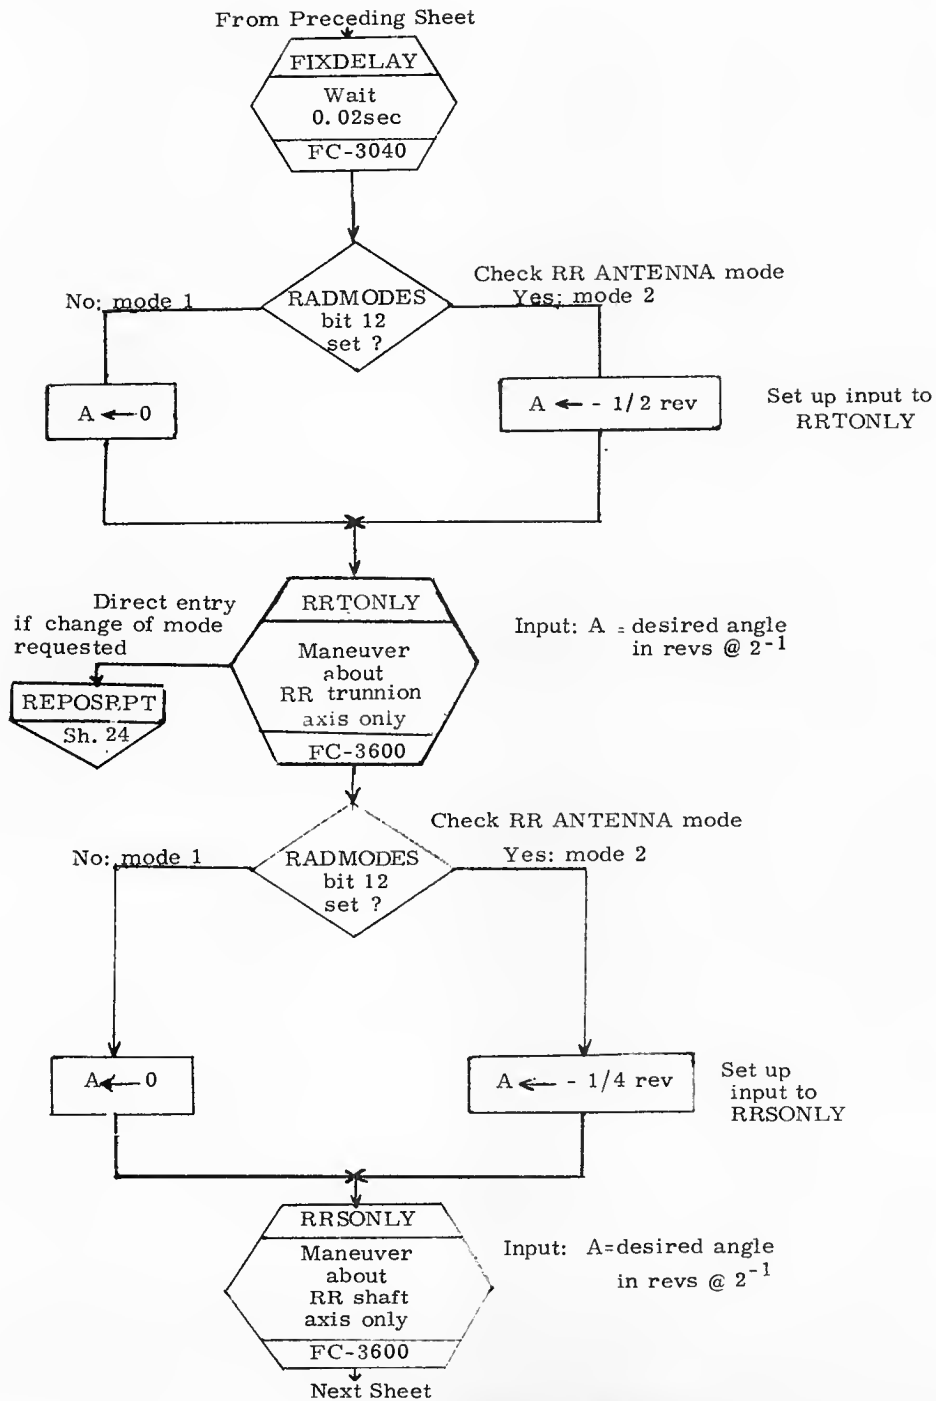 From Preceding Sheet
FIXDELAY
Wait
0.02sec
FC-3040
Check RR ANTENNA mode
No: mode 1
Yes: mode 2
RADMODES
bit 12
set ?
A ← 0
A ← - 1/2 rev
Set up input to
RRTONLY
Direct entry
if change of mode
requested
RRTONLY
Maneuver
about
RR trunnion
axis only
FC-3600
Input: A = desired angle
in revs @ 2⁻¹
REPOSRPT
Sh. 24
Check RR ANTENNA mode
No: mode 1
Yes: mode 2
RADMODES
bit 12
set ?
A ← 0
A ← - 1/4 rev
Set up
input to
RRSONLY
RRSONLY
Maneuver
about
RR shaft
axis only
FC-3600
Input: A=desired angle
in revs @ 2⁻¹
Next Sheet